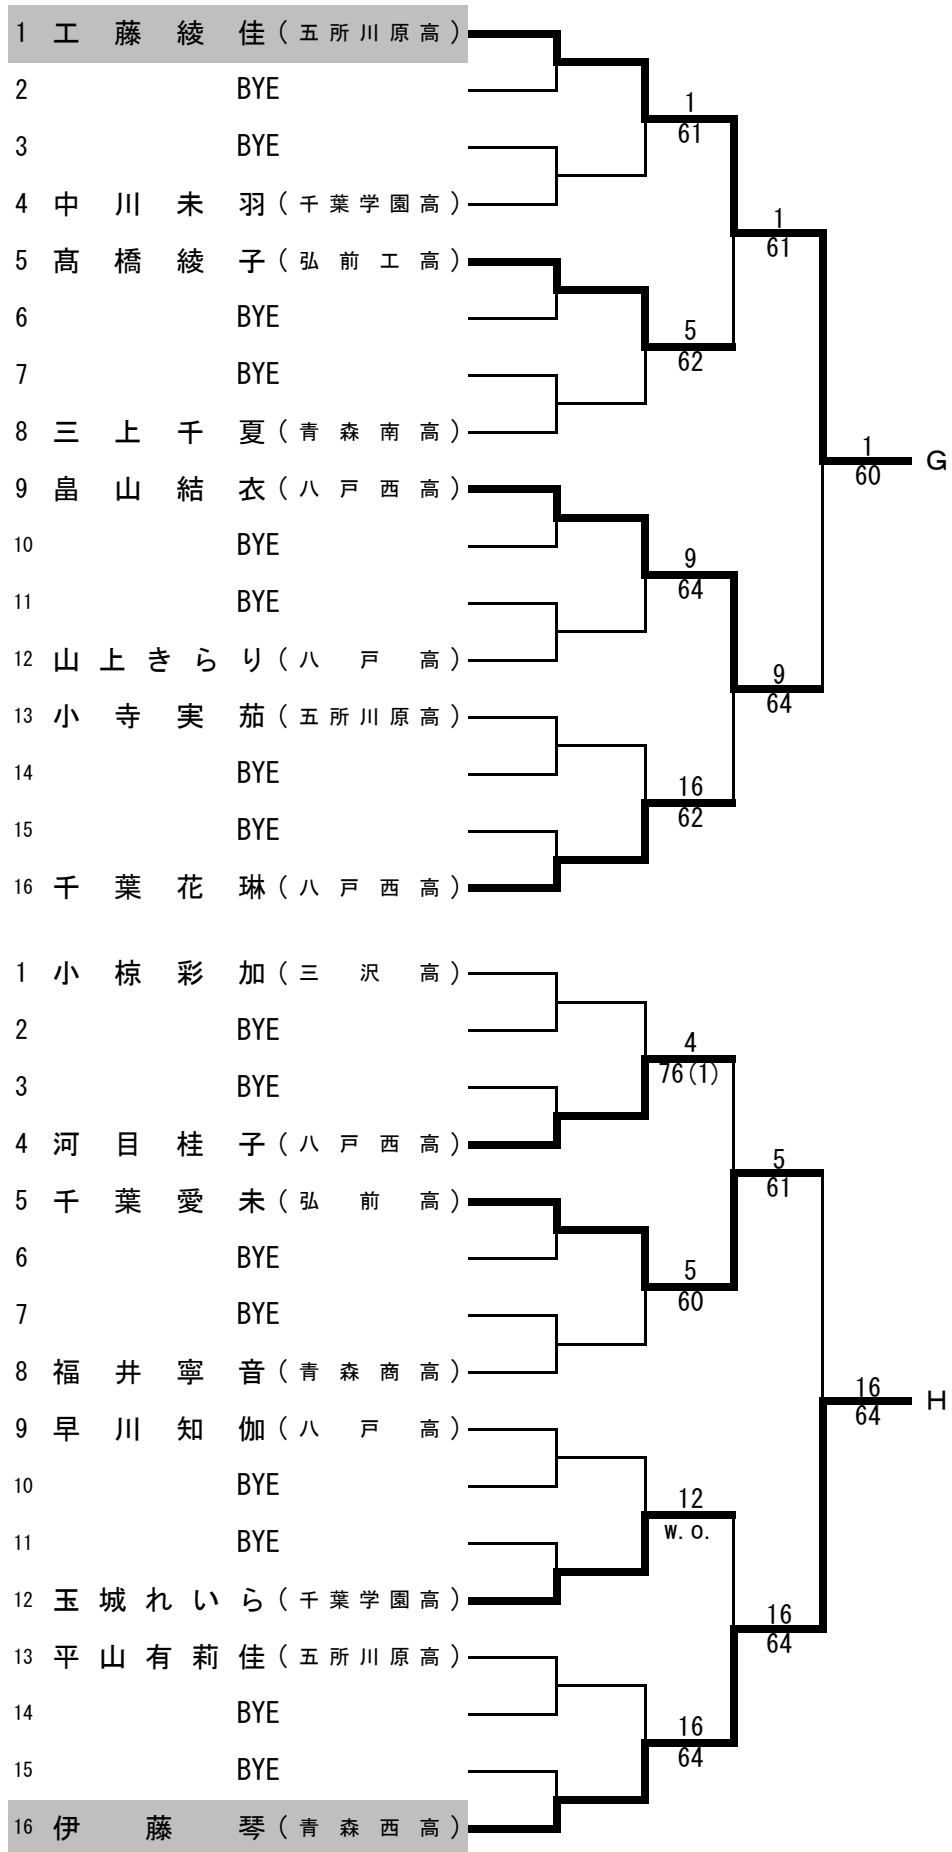 1 工藤綾佳(五所川原高)
2 BYE
1
3 BYE
61
4 中川未羽(千葉学園高)
1
5 髙橋綾子(弘前工高)
61
6 BYE
5
7 BYE
62
8 三上千夏(青森南高)
1
G
9 畠山結衣(八戸西高)
60
10 BYE
9
11 BYE
64
12 山上きらり(八戸高)
9
13 小寺実茄(五所川原高)
64
14 BYE
16
15 BYE
62
16 千葉花琳(八戸西高)
1 小椋彩加(三沢高)
2 BYE
4
3 BYE
76(1)
4 河目桂子(八戸西高)
5
5 千葉愛未(弘前高)
61
6 BYE
5
7 BYE
60
8 福井寧音(青森商高)
16
H
9 早川知伽(八戸高)
64
10 BYE
12
11 BYE
w.o.
12 玉城れいら(千葉学園高)
16
13 平山有莉佳(五所川原高)
64
14 BYE
16
15 BYE
64
16 伊藤琴(青森西高)